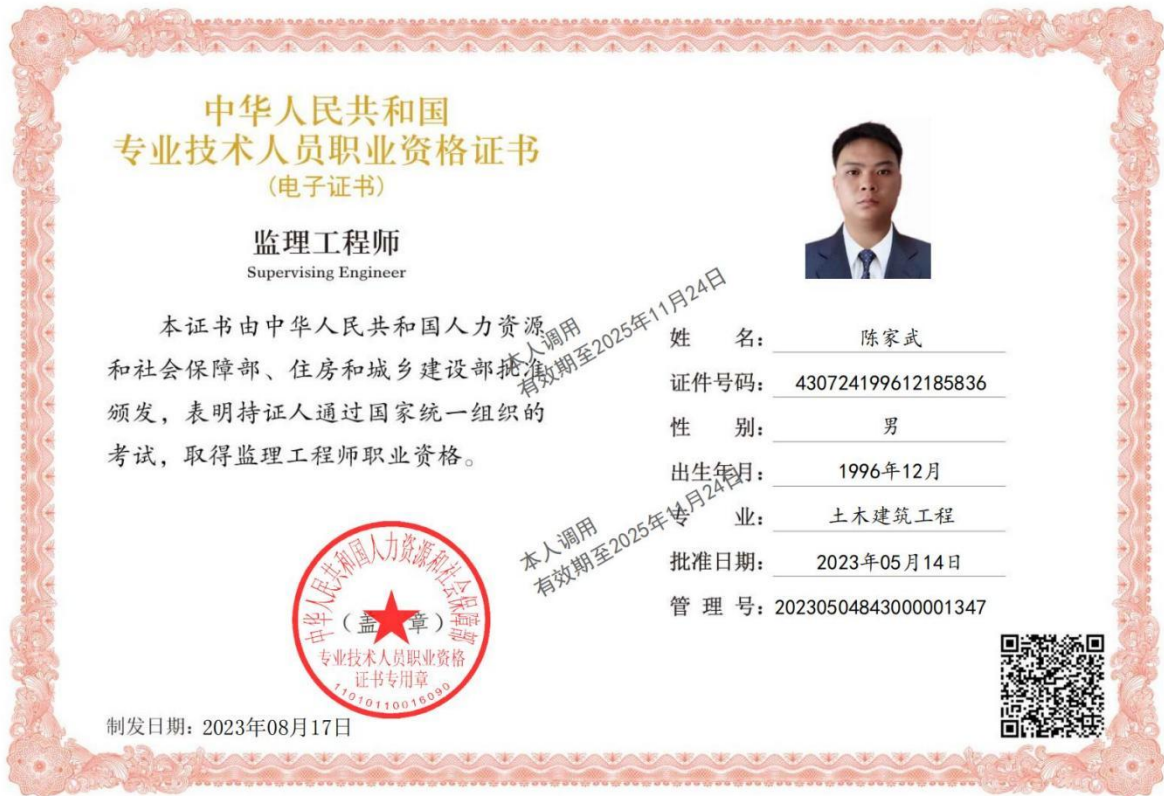 中华人民共和国
专业技术人员职业资格证书
(电子证书)
监理工程师
Supervising Engineer
本证书由中华人民共和国人力资源
和社会保障部、住房和城乡建设部批准
颁发，表明持证人通过国家统一组织的
考试，取得监理工程师职业资格。
本人调用
有效期至2025年11月24日
姓 名： 陈家武
证件号码： 430724199612185836
性 别： 男
出生年月： 1996年12月
专 业： 土木建筑工程
批准日期： 2023年05月14日
管 理 号： 20230504843000001347
本人调用
有效期至2025年11月24日
中华人民共和国人力资源和社会保障部
（盖 章）
专业技术人员职业资格
证书专用章
11010110016090
制发日期：2023年08月17日